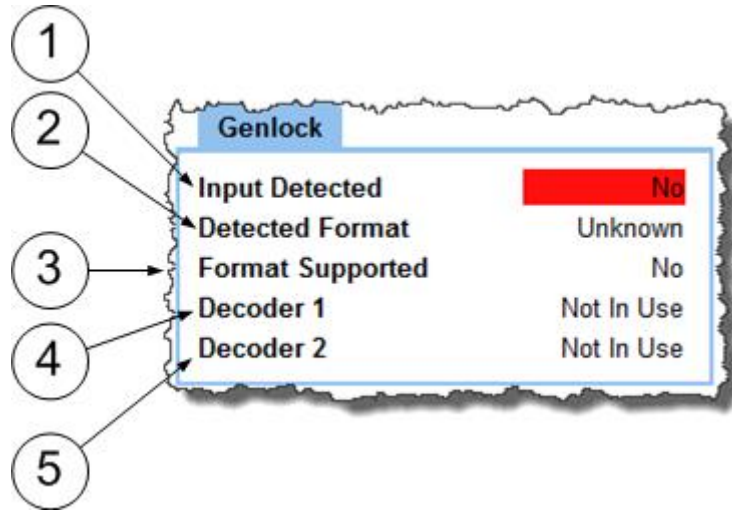 1
2
3
4
5
Genlock
Input Detected No
Detected Format Unknown
Format Supported No
Decoder 1 Not In Use
Decoder 2 Not In Use